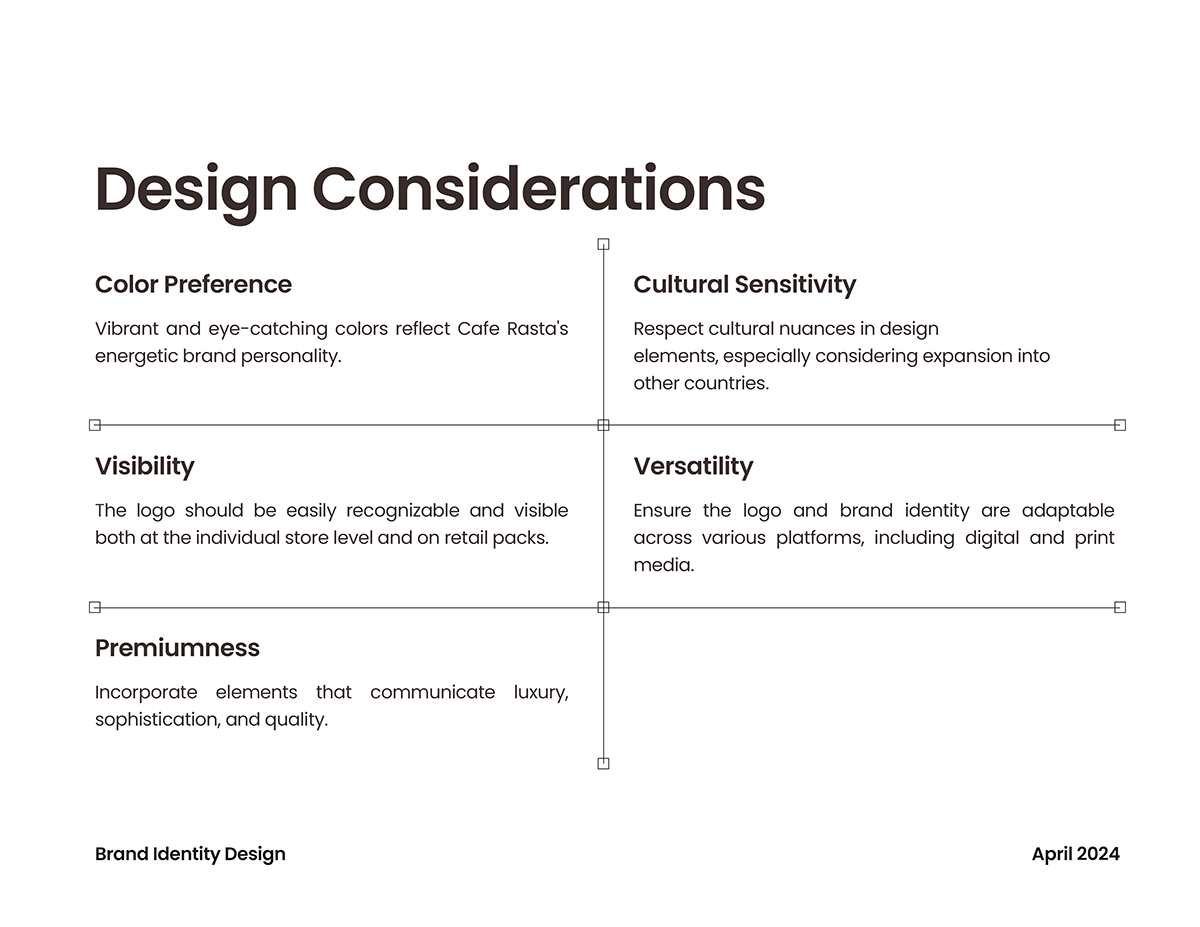 Design Considerations
Color Preference
Vibrant and eye-catching colors reflect Cafe Rasta's
energetic brand personality.
Cultural Sensitivity
Respect cultural nuances in design
elements, especially considering expansion into
other countries.
Visibility
The logo should be easily recognizable and visible
both at the individual store level and on retail packs.
Versatility
Ensure the logo and brand identity are adaptable
across various platforms, including digital and print
media.
Premiumness
Incorporate elements that communicate luxury,
sophistication, and quality.
Brand Identity Design
April 2024